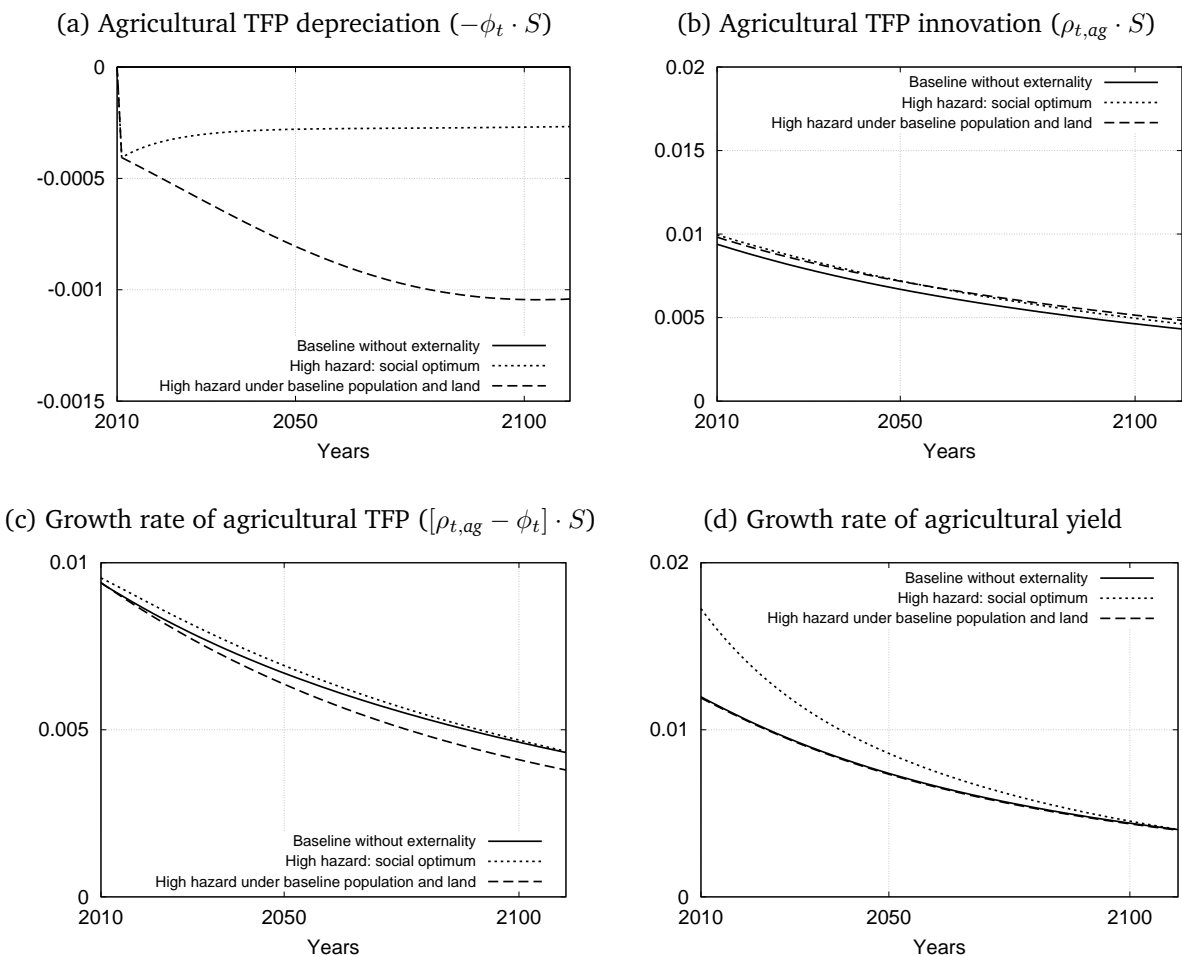 (a) Agricultural TFP depreciation (−ϕt · S)
0
-0.0005
-0.001
-0.0015
2010 2050 2100
Years
Baseline without externality
High hazard: social optimum
High hazard under baseline population and land
(b) Agricultural TFP innovation (ρt,ag · S)
0.02
0.015
0.01
0.005
0
2010 2050 2100
Years
Baseline without externality
High hazard: social optimum
High hazard under baseline population and land
(c) Growth rate of agricultural TFP ([ρt,ag − ϕt] · S)
0.01
0.005
0
2010 2050 2100
Years
Baseline without externality
High hazard: social optimum
High hazard under baseline population and land
(d) Growth rate of agricultural yield
0.02
0.01
0
2010 2050 2100
Years
Baseline without externality
High hazard: social optimum
High hazard under baseline population and land